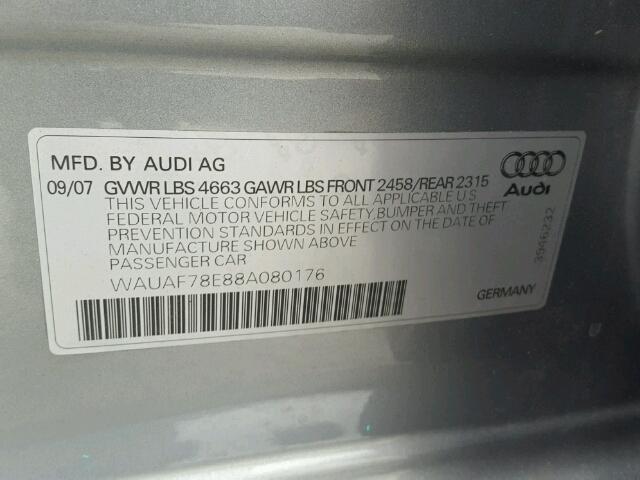 MFD. BY AUDI AG
09/07 GVWR LBS 4663 GAWR LBS FRONT 2458/REAR 2315
THIS VEHICLE CONFORMS TO ALL APPLICABLE U.S
FEDERAL MOTOR VEHICLE SAFETY,BUMPER AND THEFT
PREVENTION STANDARDS IN EFFECT ON THE DATE OF
MANUFACTURE SHOWN ABOVE
PASSENGER CAR
WAUAF78E88A080176
Audi
3946232
GERMANY